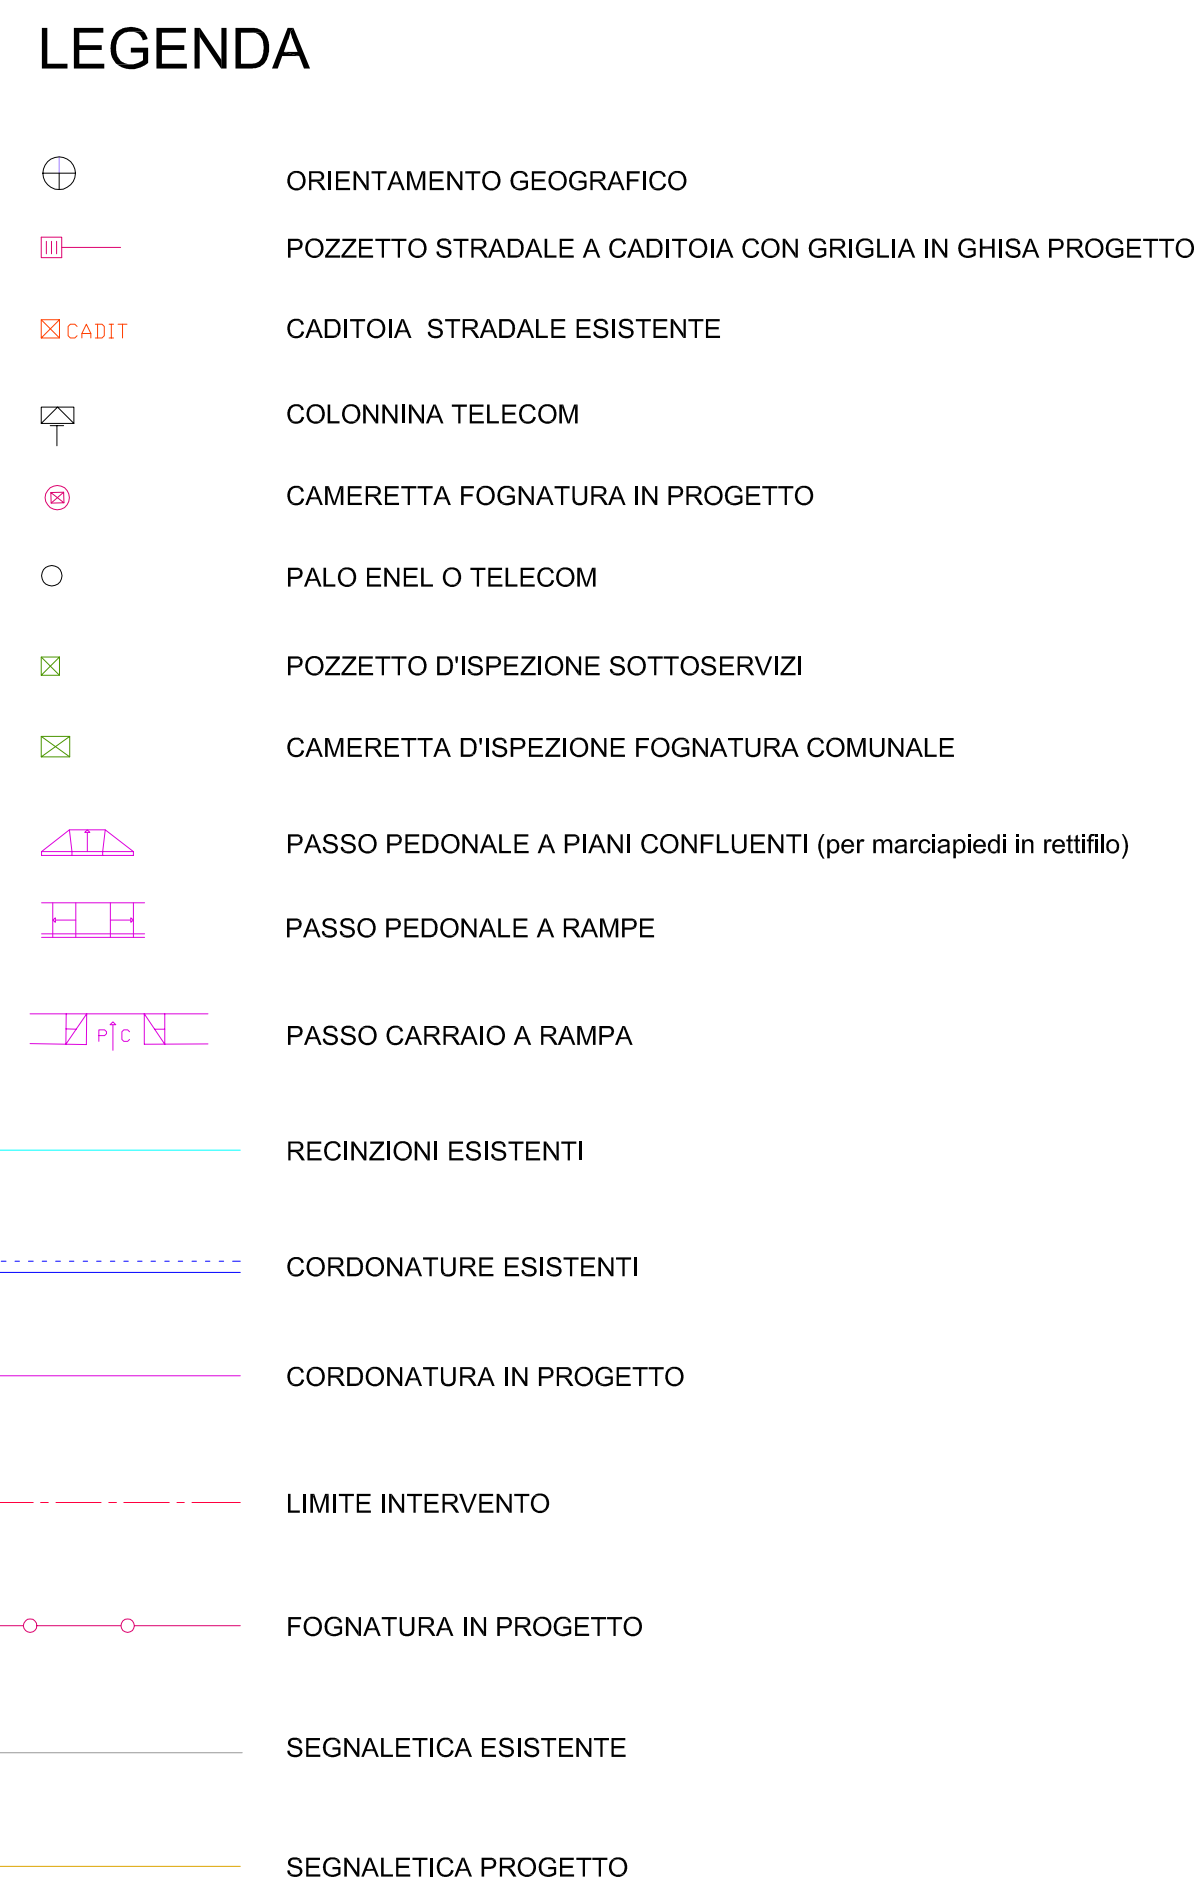 LEGENDA
ORIENTAMENTO GEOGRAFICO
POZZETTO STRADALE A CADITOIA CON GRIGLIA IN GHISA PROGETTO
CADIT CADITOIA STRADALE ESISTENTE
COLONNINA TELECOM
CAMERETTA FOGNATURA IN PROGETTO
PALO ENEL O TELECOM
POZZETTO D'ISPEZIONE SOTTOSERVIZI
CAMERETTA D'ISPEZIONE FOGNATURA COMUNALE
PASSO PEDONALE A PIANI CONFLUENTI (per marciapiedi in rettifilo)
PASSO PEDONALE A RAMPE
P C PASSO CARRAIO A RAMPA
RECINZIONI ESISTENTI
CORDONATURE ESISTENTI
CORDONATURA IN PROGETTO
LIMITE INTERVENTO
FOGNATURA IN PROGETTO
SEGNALETICA ESISTENTE
SEGNALETICA PROGETTO